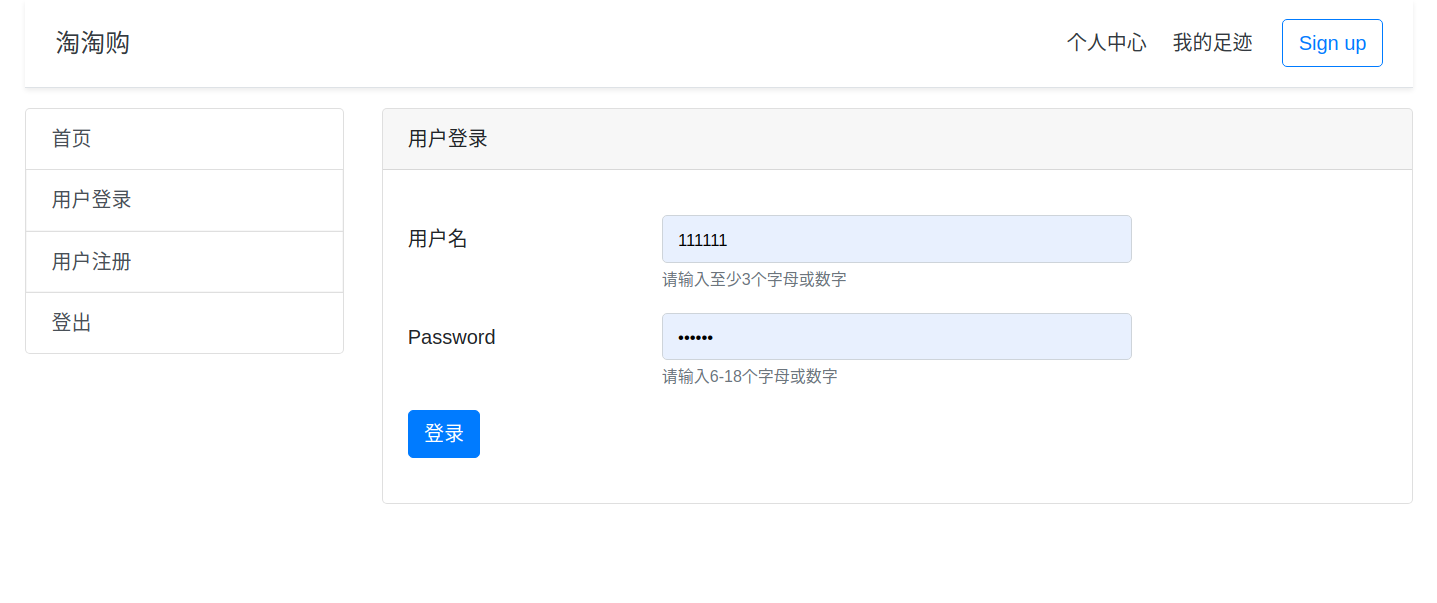 淘淘购
个人中心 我的足迹 Sign up
首页
用户登录
用户注册
登出
用户登录
用户名 111111
请输入至少3个字母或数字
Password ••••••
请输入6-18个字母或数字
登录